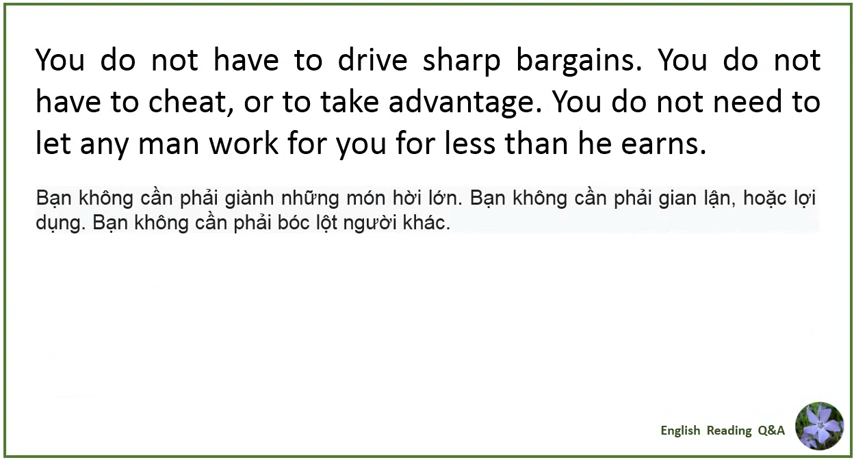 You do not have to drive sharp bargains. You do not
have to cheat, or to take advantage. You do not need to
let any man work for you for less than he earns.
Bạn không cần phải giành những món hời lớn. Bạn không cần phải gian lận, hoặc lợi
dụng. Bạn không cần phải bóc lột người khác.
English Reading Q&A